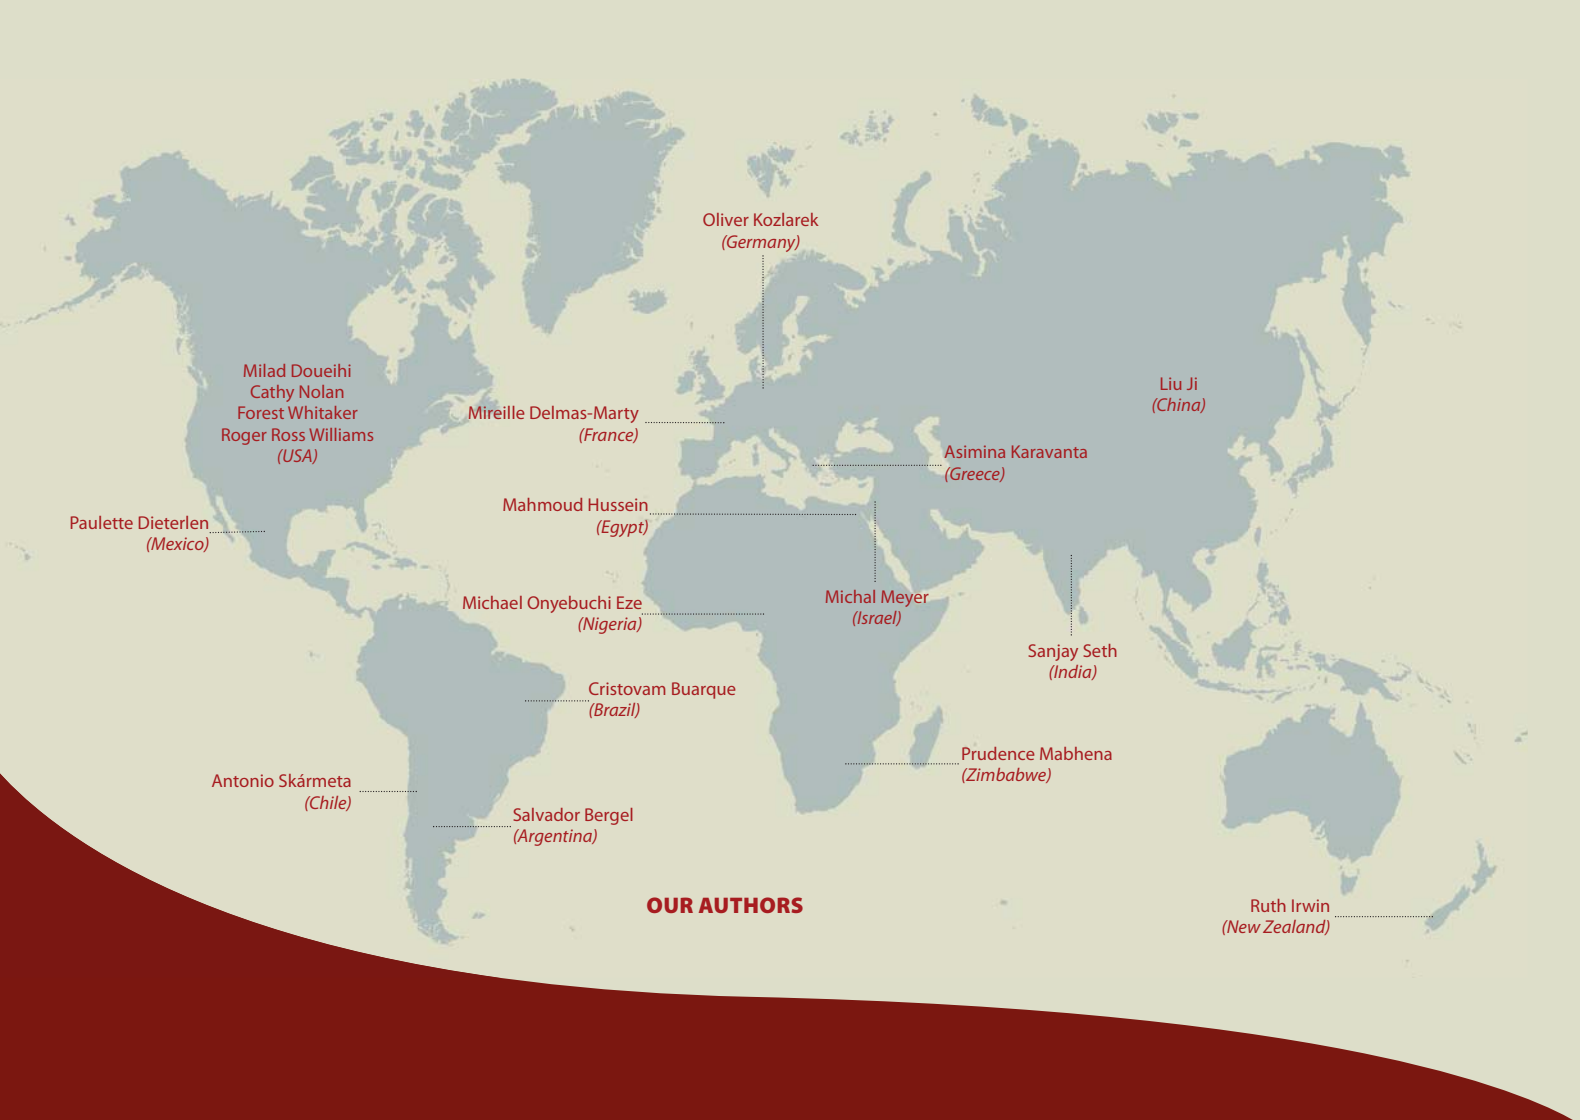 Oliver Kozlarek
(Germany)
Milad Doueihi
Cathy Nolan
Forest Whitaker
Roger Ross Williams
(USA)
Mireille Delmas-Marty
(France)
Liu Ji
(China)
Asimina Karavanta
(Greece)
Mahmoud Hussein
(Egypt)
Paulette Dieterlen
(Mexico)
Michael Onyebuchi Eze
(Nigeria)
Michal Meyer
(Israel)
Sanjay Seth
(India)
Cristovam Buarque
(Brazil)
Prudence Mabhena
(Zimbabwe)
Antonio Skármeta
(Chile)
Salvador Bergel
(Argentina)
OUR AUTHORS
Ruth Irwin
(New Zealand)